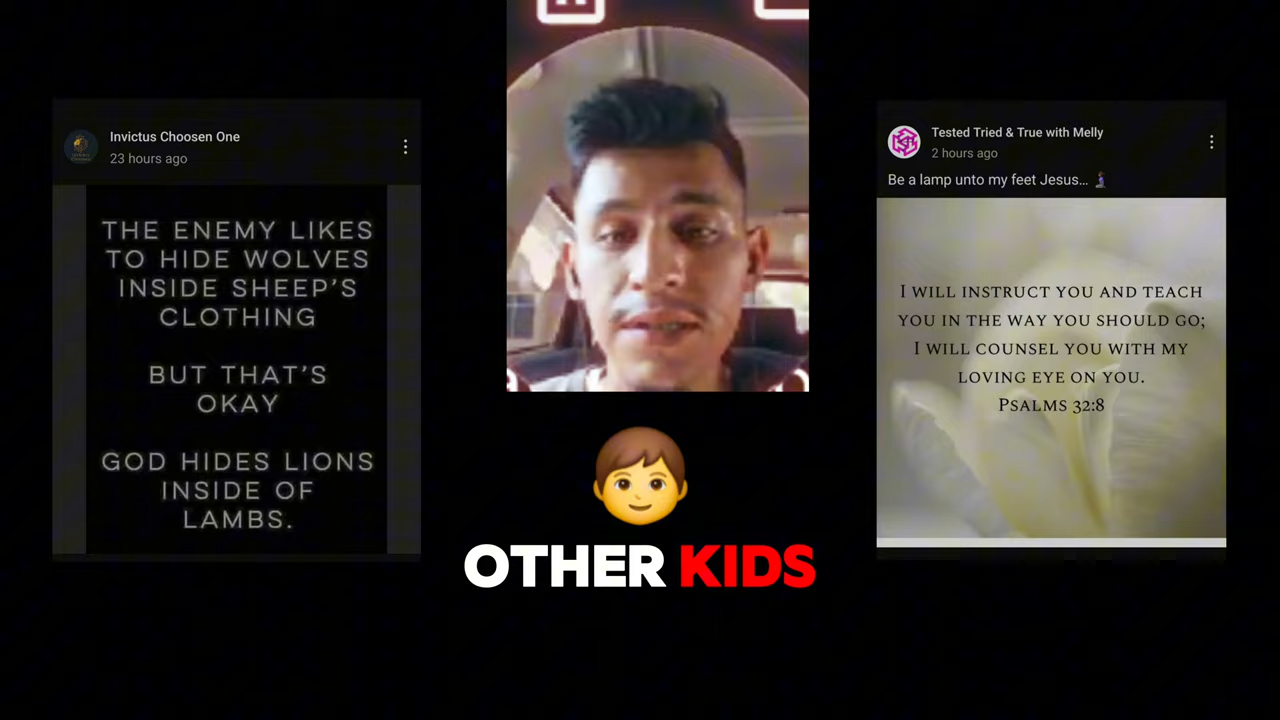 Invictus Choosen One
23 hours ago
THE ENEMY LIKES
TO HIDE WOLVES
INSIDE SHEEP'S
CLOTHING
BUT THAT'S
OKAY
GOD HIDES LIONS
INSIDE OF
LAMBS.
OTHER KIDS
Tested Tried & True with Melly
2 hours ago
Be a lamp unto my feet Jesus...
I WILL INSTRUCT YOU AND TEACH
YOU IN THE WAY YOU SHOULD GO;
I WILL COUNSEL YOU WITH MY
LOVING EYE ON YOU.
PSALMS 32:8